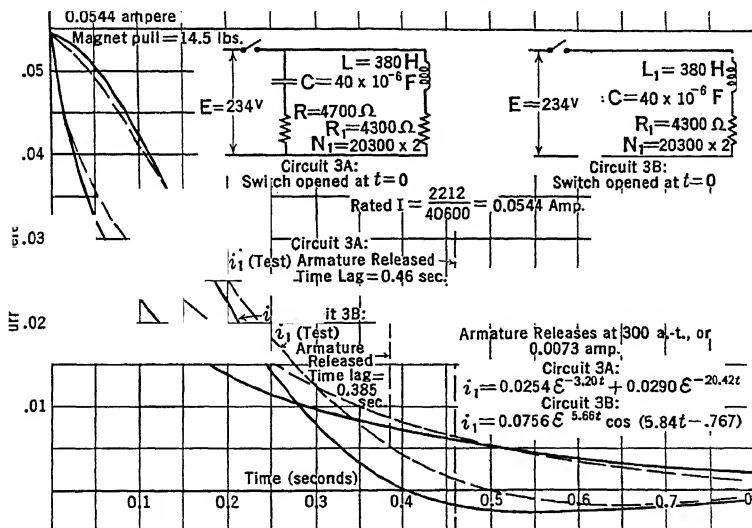 0.0544 ampere
Magnet pull=14.5 lbs.
.05
.04
.03
.02
.01
urr
E=234V
L=380 H
C=40 x 10-6 F
R=4700Ω
R1=4300Ω
N1=20300 x 2
Circuit 3A:
Switch opened at t=0
E=234V
L1=380 H
:C=40 x 10-6 F
R1=4300Ω
N1=20300 x 2
Circuit 3B:
Switch opened at t=0
Rated I= 2212/40600 =0.0544 Amp.
Circuit 3A:
i1 (Test) Armature Released
Time Lag=0.46 sec.
i
it 3B:
i1 (Test)
Armature
Released
Time lag=
0.385
sec
Armature Releases at 300 a.-t., or
0.0073 amp.
Circuit 3A:
i1=0.0254 ε-3.20t+0.0290 ε-20.42t
Circuit 3B:
i1=0.0756 ε 5.66t cos (5.84t-.767)
Time (seconds)
0.1 0.2 0.3 0.4 0.5 0.6 0.7 0.